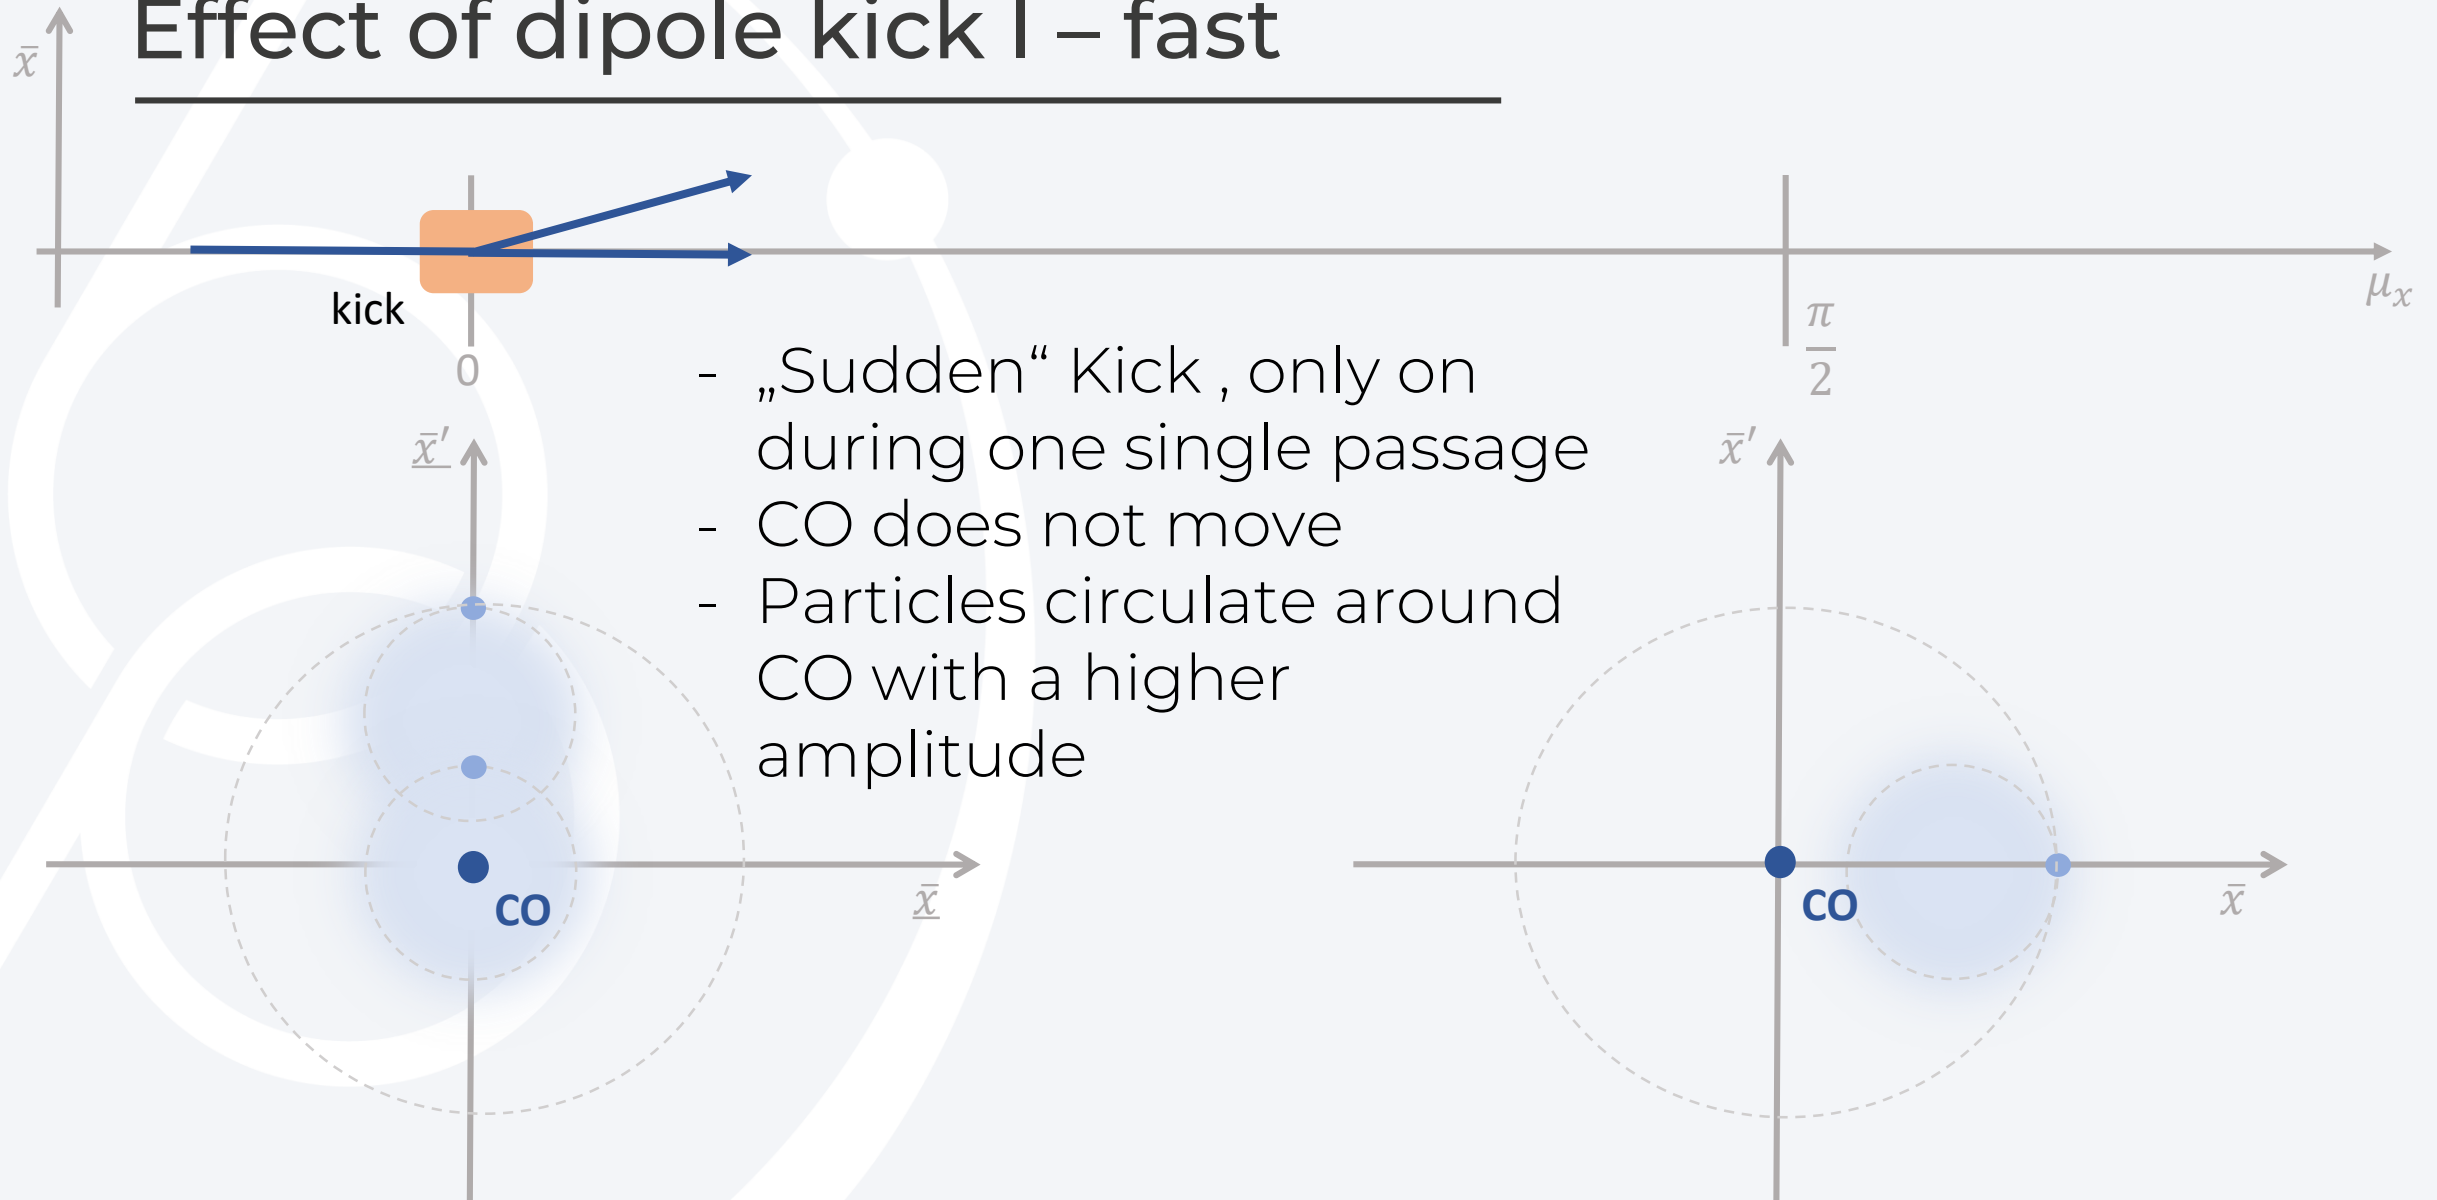 Effect of dipole kick I – fast
x̄
kick
0
μₓ
π
2
- „Sudden“ Kick , only on
during one single passage
- CO does not move
- Particles circulate around
CO with a higher
amplitude
x̄′
x̄
CO
x̄′
x̄
CO